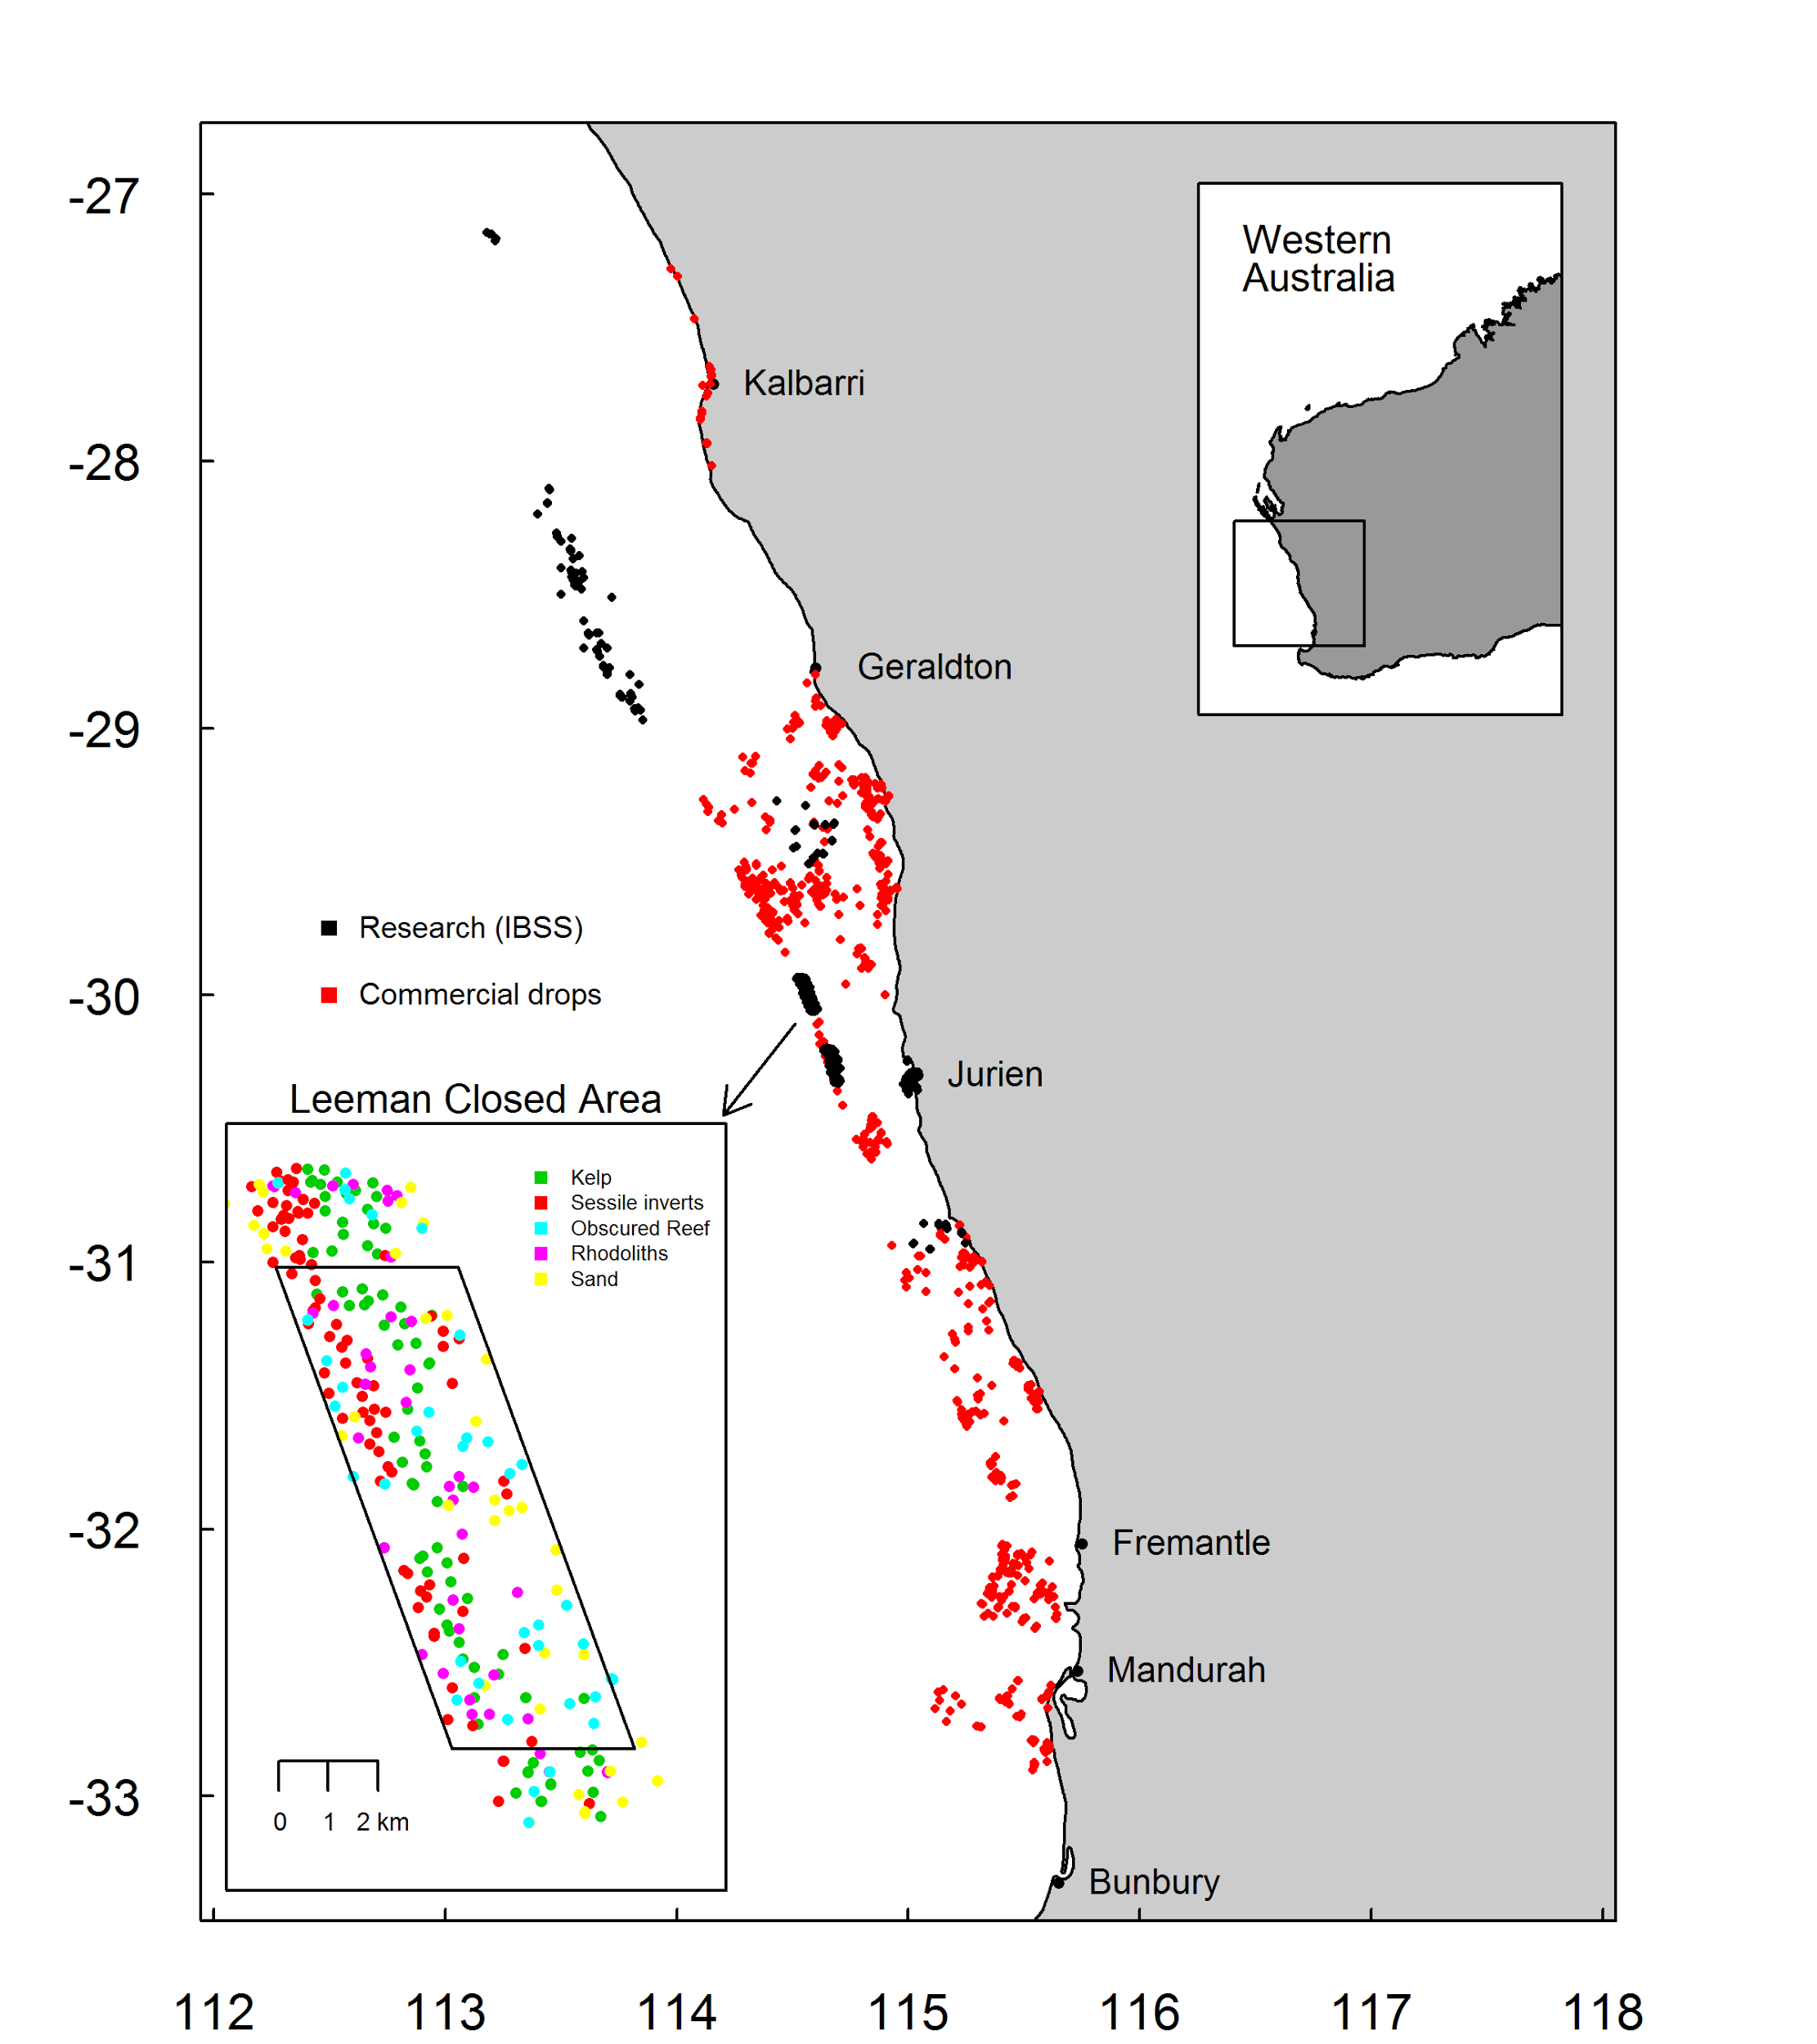 -27
Western
Australia
Kalbarri
-28
Geraldton
-29
Research (IBSS)
-30
Commercial drops
Jurien
Leeman Closed Area
Kelp
Sessile inverts
Obscured Reef
Rhodoliths
Sand
-31
-32
Fremantle
Mandurah
-33
0 1 2 km
Bunbury
112 113 114 115 116 117 118